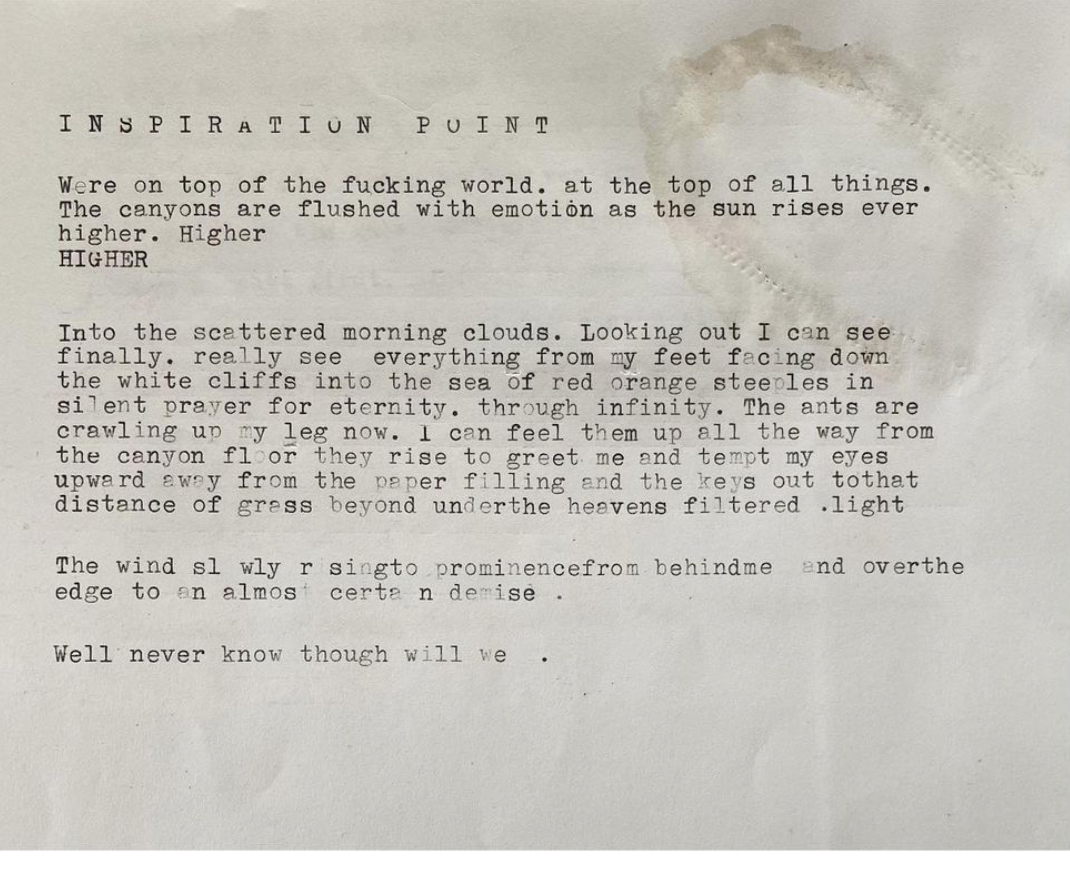 INSPIRATION POINT
Were on top of the fucking world. at the top of all things.
The canyons are flushed with emotion as the sun rises ever
higher. Higher
HIGHER
Into the scattered morning clouds. Looking out I can see
finally. really see  everything from my feet facing down
the white cliffs into the sea of red orange steeples in
silent prayer for eternity. through infinity. The ants are
crawling up my leg now. I can feel them up all the way from
the canyon floor they rise to greet me and tempt my eyes
upward away from the paper filling and the keys out tothat
distance of grass beyond underthe heavens filtered .light
The wind sl wly r singto prominencefrom behindme  and overthe
edge to an almost certa n demise .
Well never know though will we  .